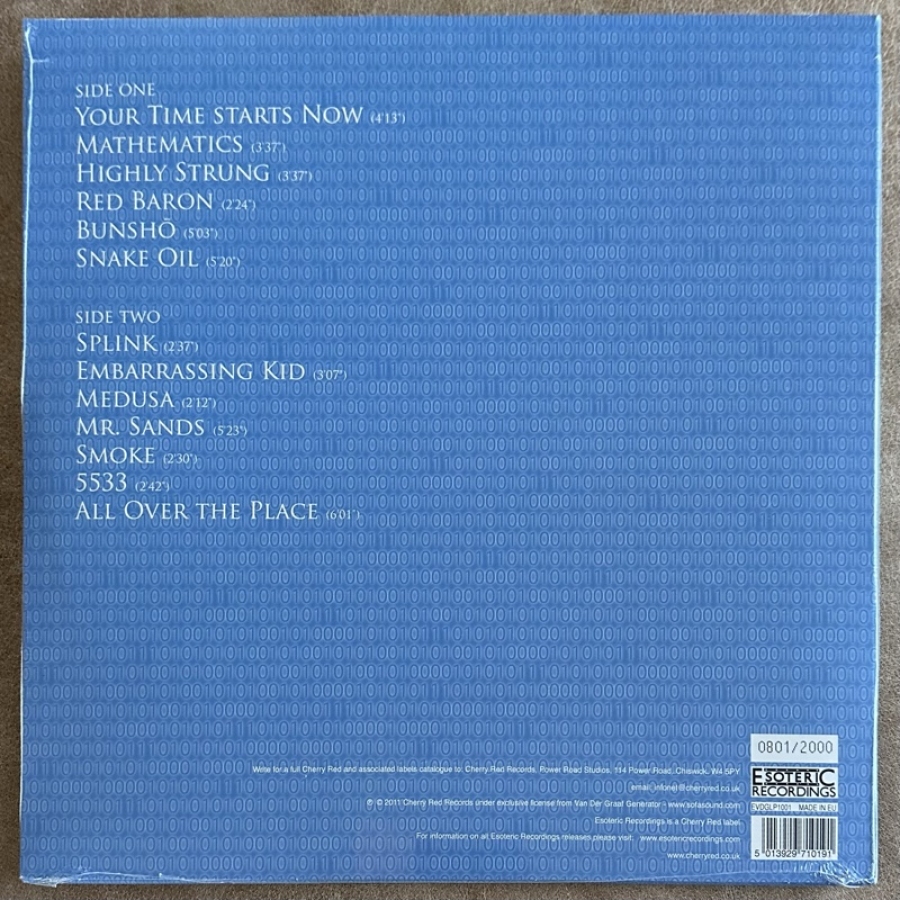 SIDE ONE
YOUR TIME STARTS NOW (4'13")
MATHEMATICS (3'37")
HIGHLY STRUNG (3'37")
RED BARON (2'24")
BUNSHŌ (5'03")
SNAKE OIL (5'20")
SIDE TWO
SPLINK (2'37")
EMBARRASSING KID (3'07")
MEDUSA (2'12")
MR. SANDS (5'23")
SMOKE (2'30")
5533 (2'42")
ALL OVER THE PLACE (6'01")
0801/2000
Write for a full Cherry Red and associated labels catalogue to: Cherry Red Records, Power Road Studios, 114 Power Road, Chiswick, W4 5PY
email: infonet@cherryred.co.uk
℗ © 2011 Cherry Red Records under exclusive license from Van Der Graaf Generator - www.sofasound.com
Esoteric Recordings is a Cherry Red label
For information on all Esoteric Recordings releases please visit: www.esotericrecordings.com
www.cherryred.co.uk
ESOTERIC
RECORDINGS
EVDGLP1001 MADE IN EU
5 013929 710191